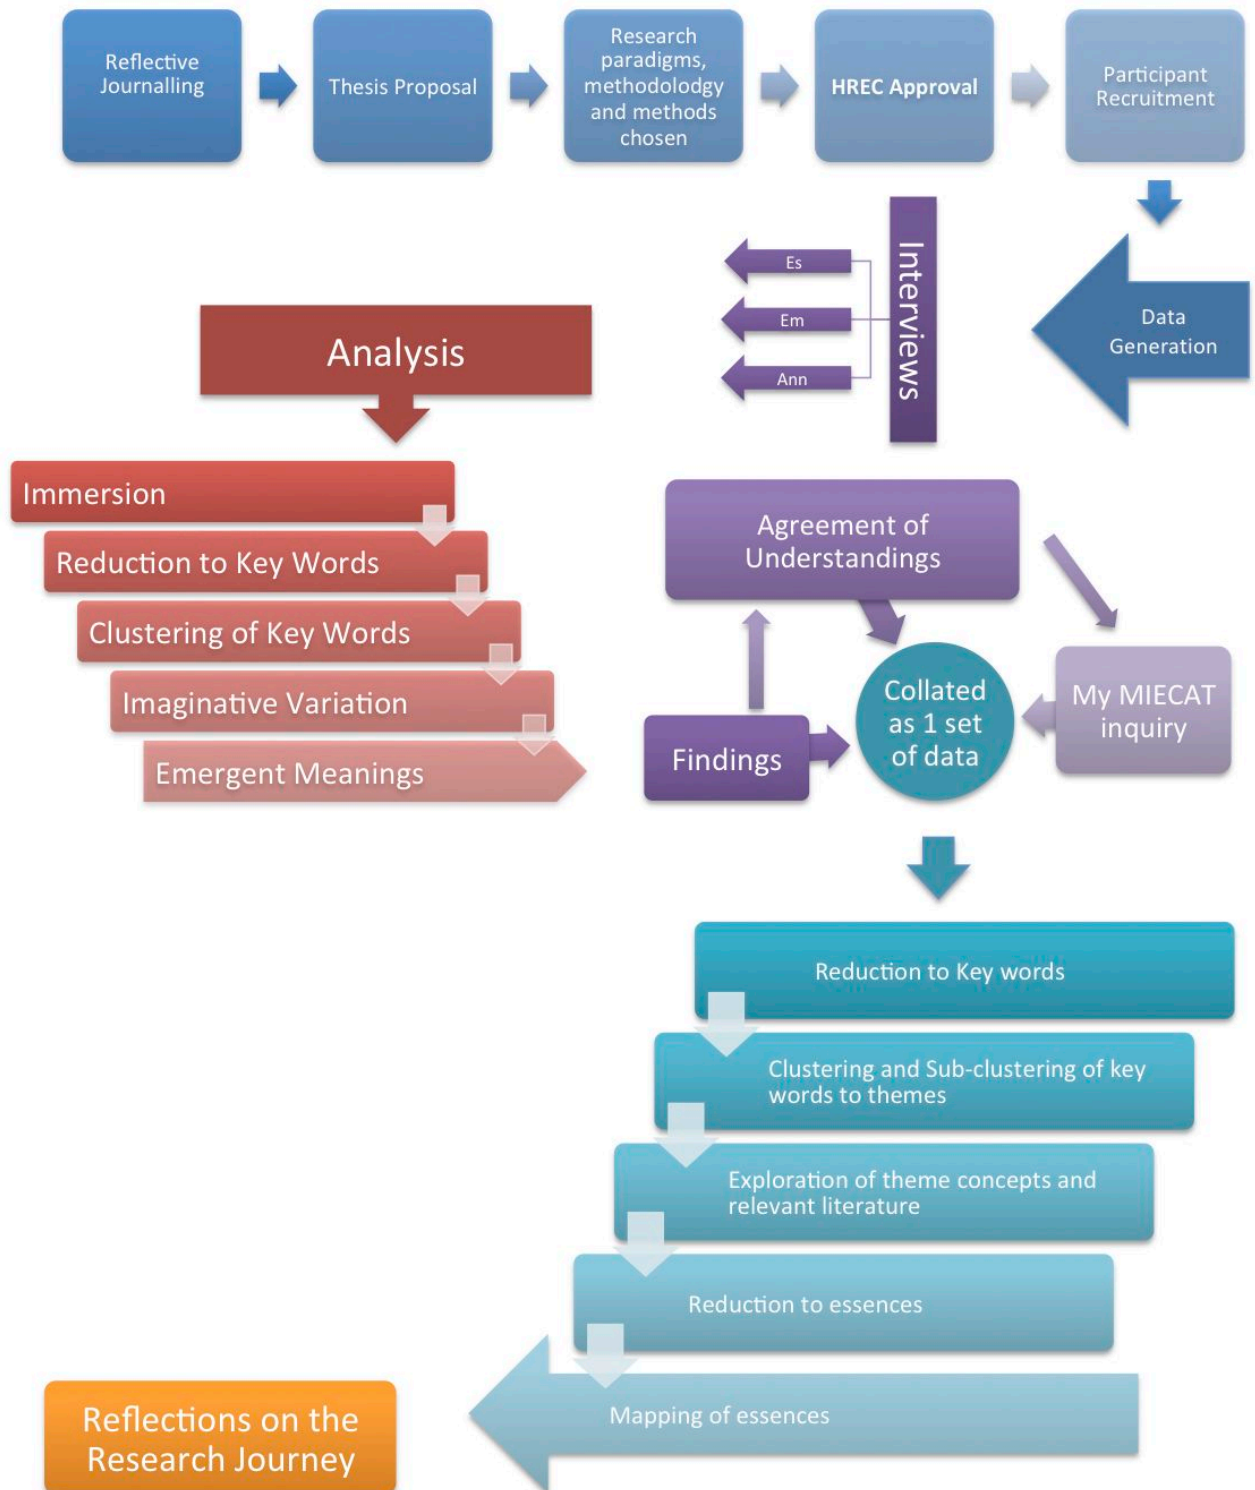 Reflective
Journalling
Thesis Proposal
Research
paradigms,
methodolodgy
and methods
chosen
HREC Approval
Participant
Recruitment
Data
Generation
Interviews
Es
Em
Ann
Analysis
Immersion
Reduction to Key Words
Clustering of Key Words
Imaginative Variation
Emergent Meanings
Findings
Agreement of
Understandings
My MIECAT
inquiry
Collated
as 1 set
of data
Reduction to Key words
Clustering and Sub-clustering of key
words to themes
Exploration of theme concepts and
relevant literature
Reduction to essences
Mapping of essences
Reflections on the
Research Journey